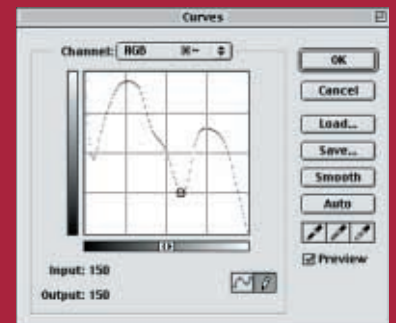 Curves
Channel: RGB ⌘~
OK
Cancel
Load...
Save...
Smooth
Auto
Preview
Input: 150
Output: 150